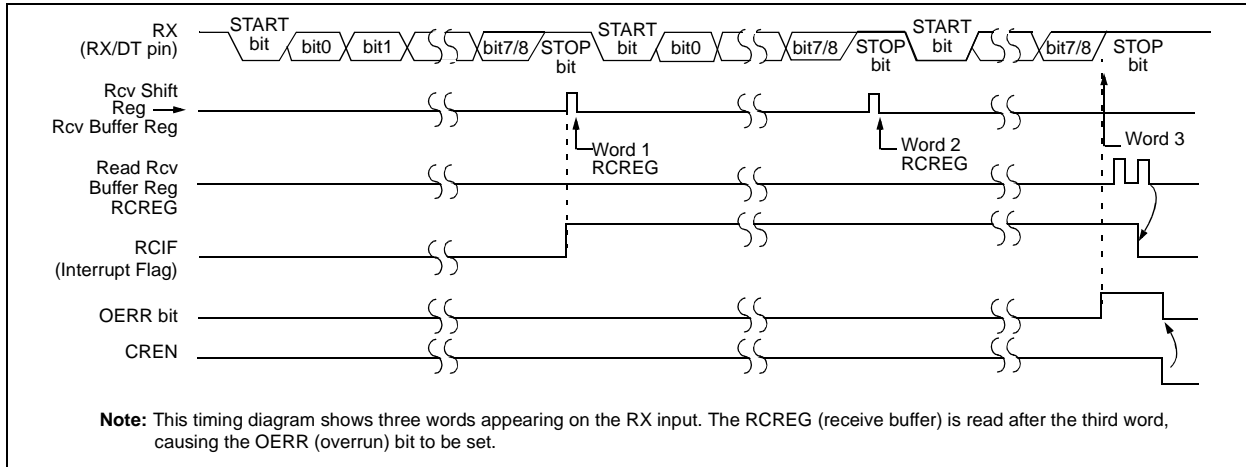 RX
(RX/DT pin)
START
bit
bit0
bit1
bit7/8
STOP
bit
START
bit
bit0
bit7/8
STOP
bit
START
bit
bit7/8
STOP
bit
Rcv Shift
Reg
Rcv Buffer Reg
Word 1
RCREG
Word 2
RCREG
Word 3
Read Rcv
Buffer Reg
RCREG
RCIF
(Interrupt Flag)
OERR bit
CREN
Note: This timing diagram shows three words appearing on the RX input. The RCREG (receive buffer) is read after the third word,
causing the OERR (overrun) bit to be set.